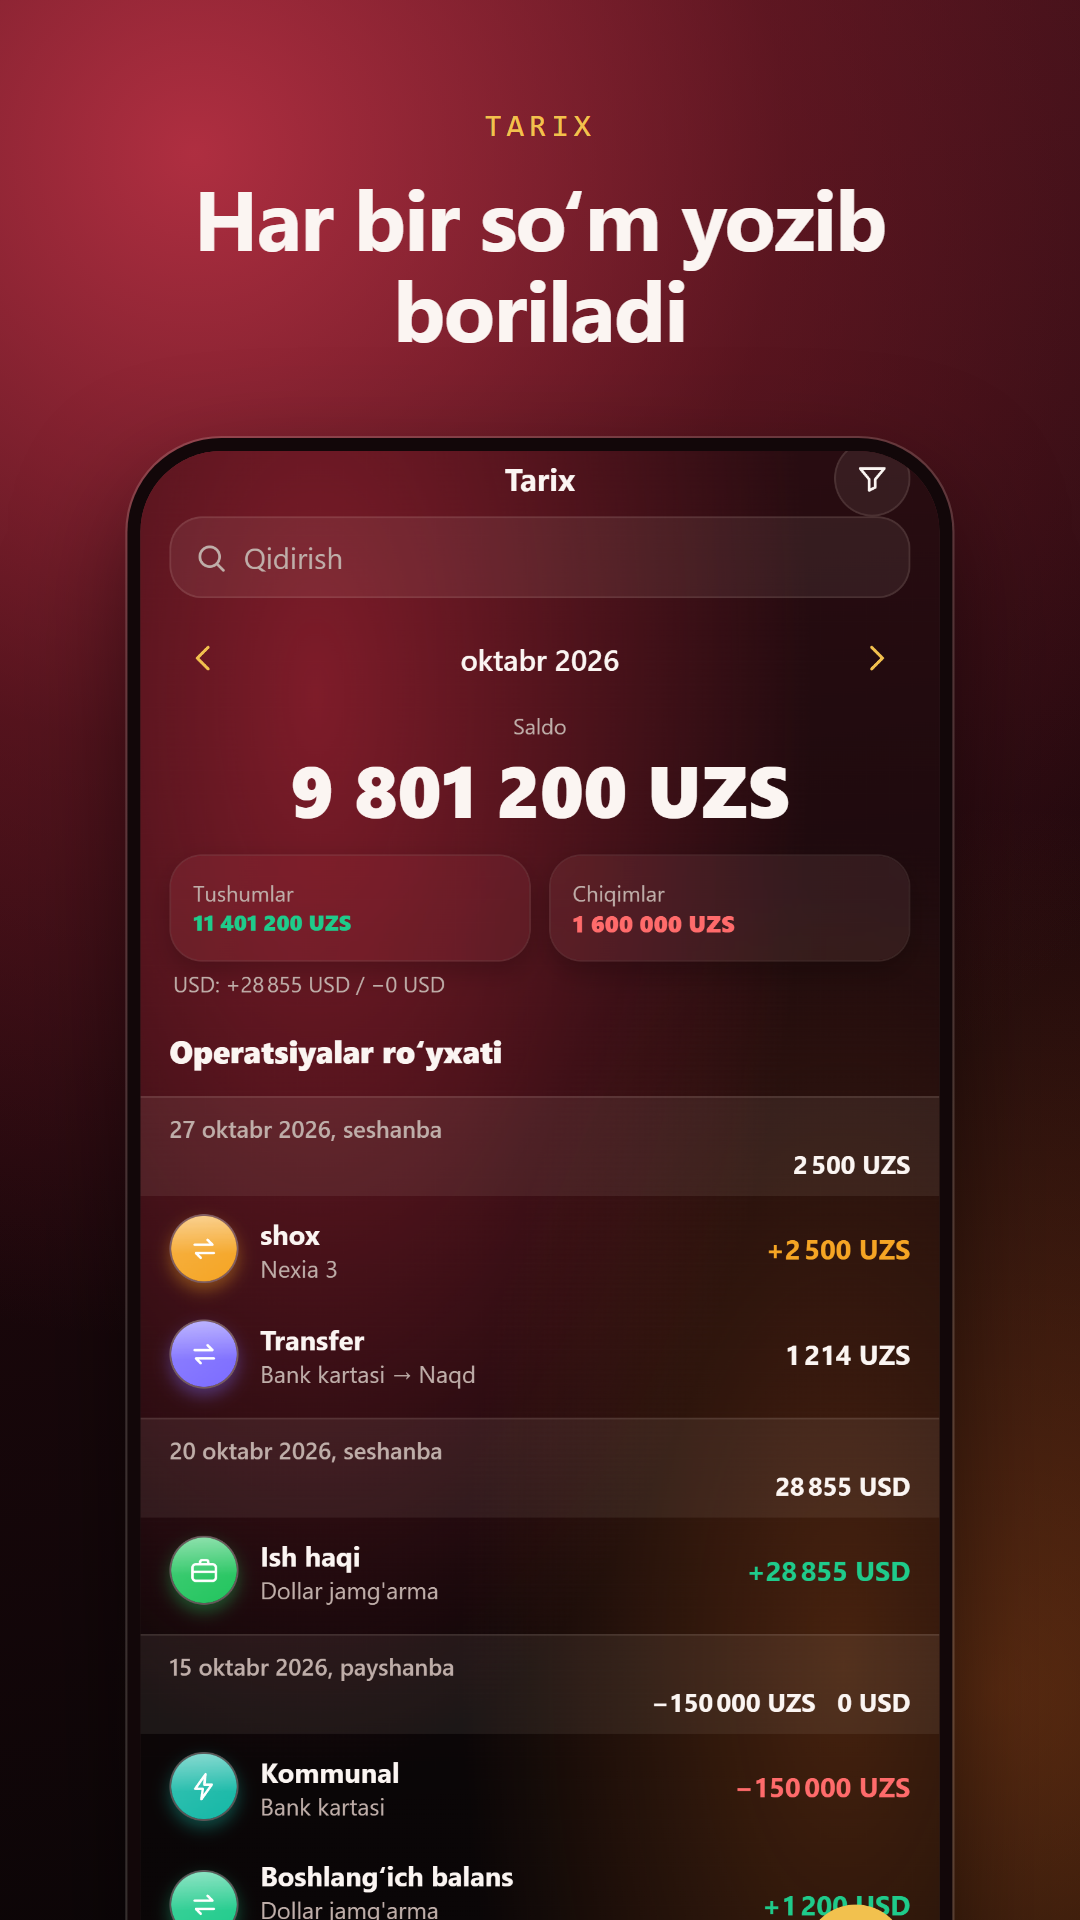 TARIX
Har bir so‘m yozib
boriladi
Tarix
Qidirish
oktabr 2026
Saldo
9 801 200 UZS
Tushumlar
11 401 200 UZS
Chiqimlar
1 600 000 UZS
USD: +28 855 USD / −0 USD
Operatsiyalar ro‘yxati
27 oktabr 2026, seshanba
2 500 UZS
shox
Nexia 3
+2 500 UZS
Transfer
Bank kartasi → Naqd
1 214 UZS
20 oktabr 2026, seshanba
28 855 USD
Ish haqi
Dollar jamg'arma
+28 855 USD
15 oktabr 2026, payshanba
−150 000 UZS 0 USD
Kommunal
Bank kartasi
−150 000 UZS
Boshlang‘ich balans
Dollar jamg'arma
+1 200 USD